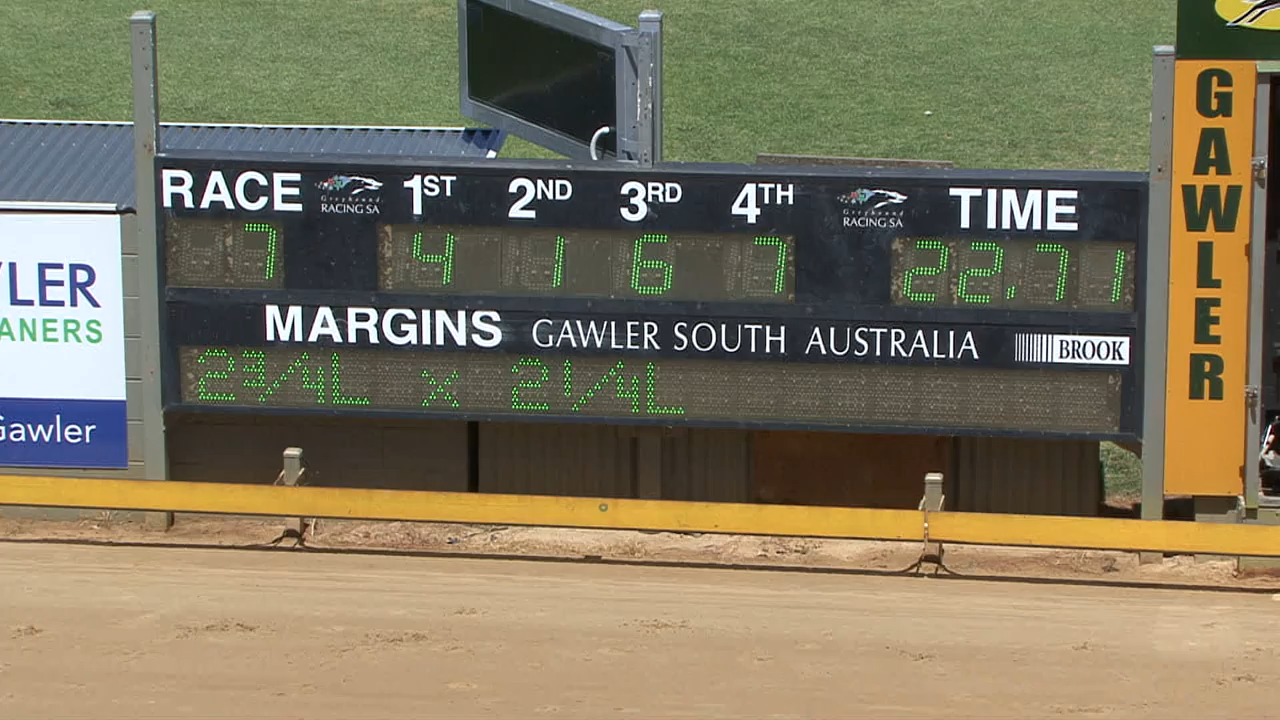 RACE 1ST 2ND 3RD 4TH TIME
Greyhound
RACING SA
Greyhound
RACING SA
7 4 1 6 7 22.71
MARGINS GAWLER SOUTH AUSTRALIA BROOK
2 3/4L x 2 1/4L
GAWLER
LER
ANERS
Gawler